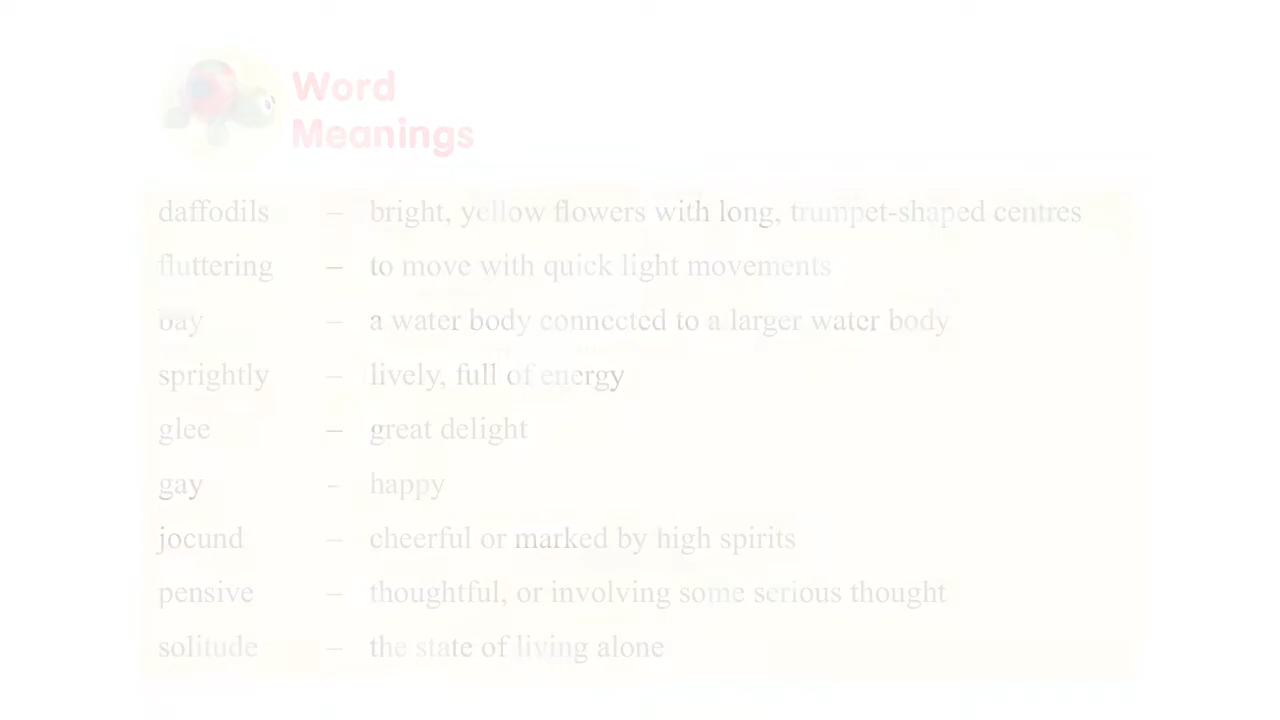 Word
Meanings
daffodils – bright, yellow flowers with long, trumpet-shaped centres
fluttering – to move with quick light movements
bay – a water body connected to a larger water body
sprightly – lively, full of energy
glee – great delight
gay – happy
jocund – cheerful or marked by high spirits
pensive – thoughtful, or involving some serious thought
solitude – the state of living alone